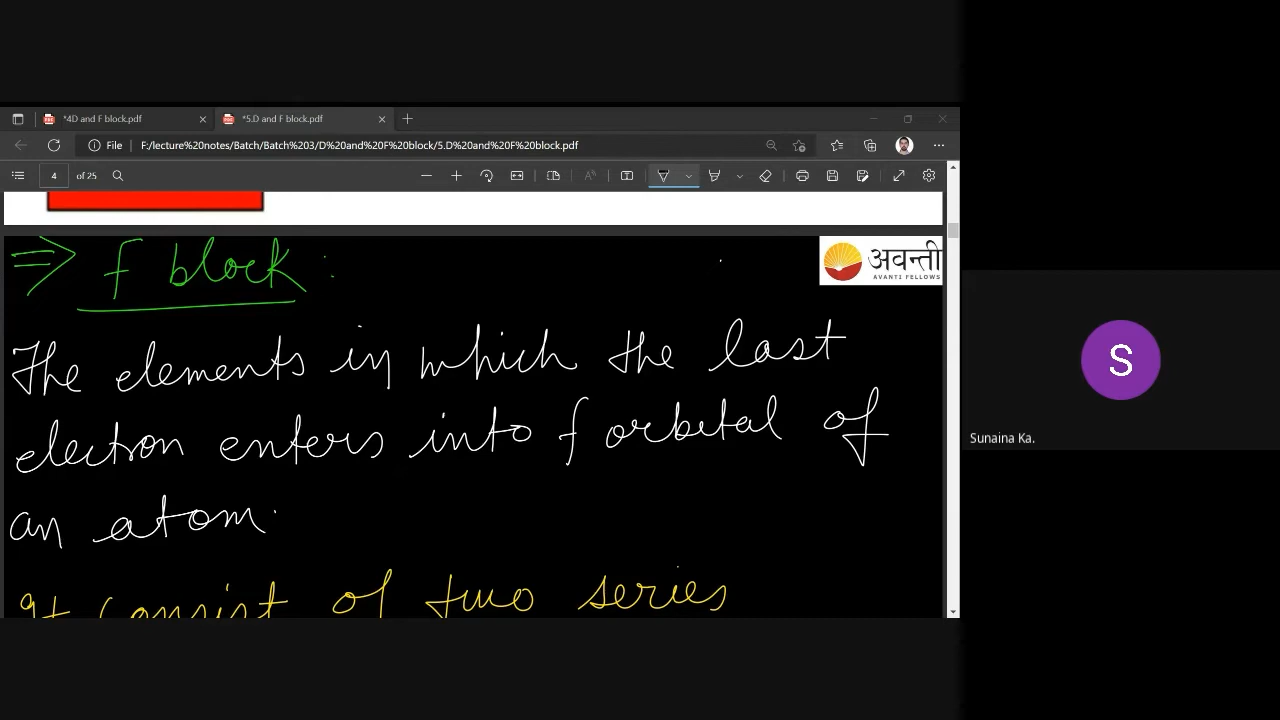 *4D and F block.pdf
*5.D and F block.pdf
File F:/lecture%20notes/Batch/Batch%203/D%20and%20F%20block/5.D%20and%20F%20block.pdf
4 of 25
⇒ f block :
अवन्ती
AVANTI FELLOWS
The elements in which the last
electron enters into f orbital of
an atom.
It consist of two series
S
Sunaina Ka.